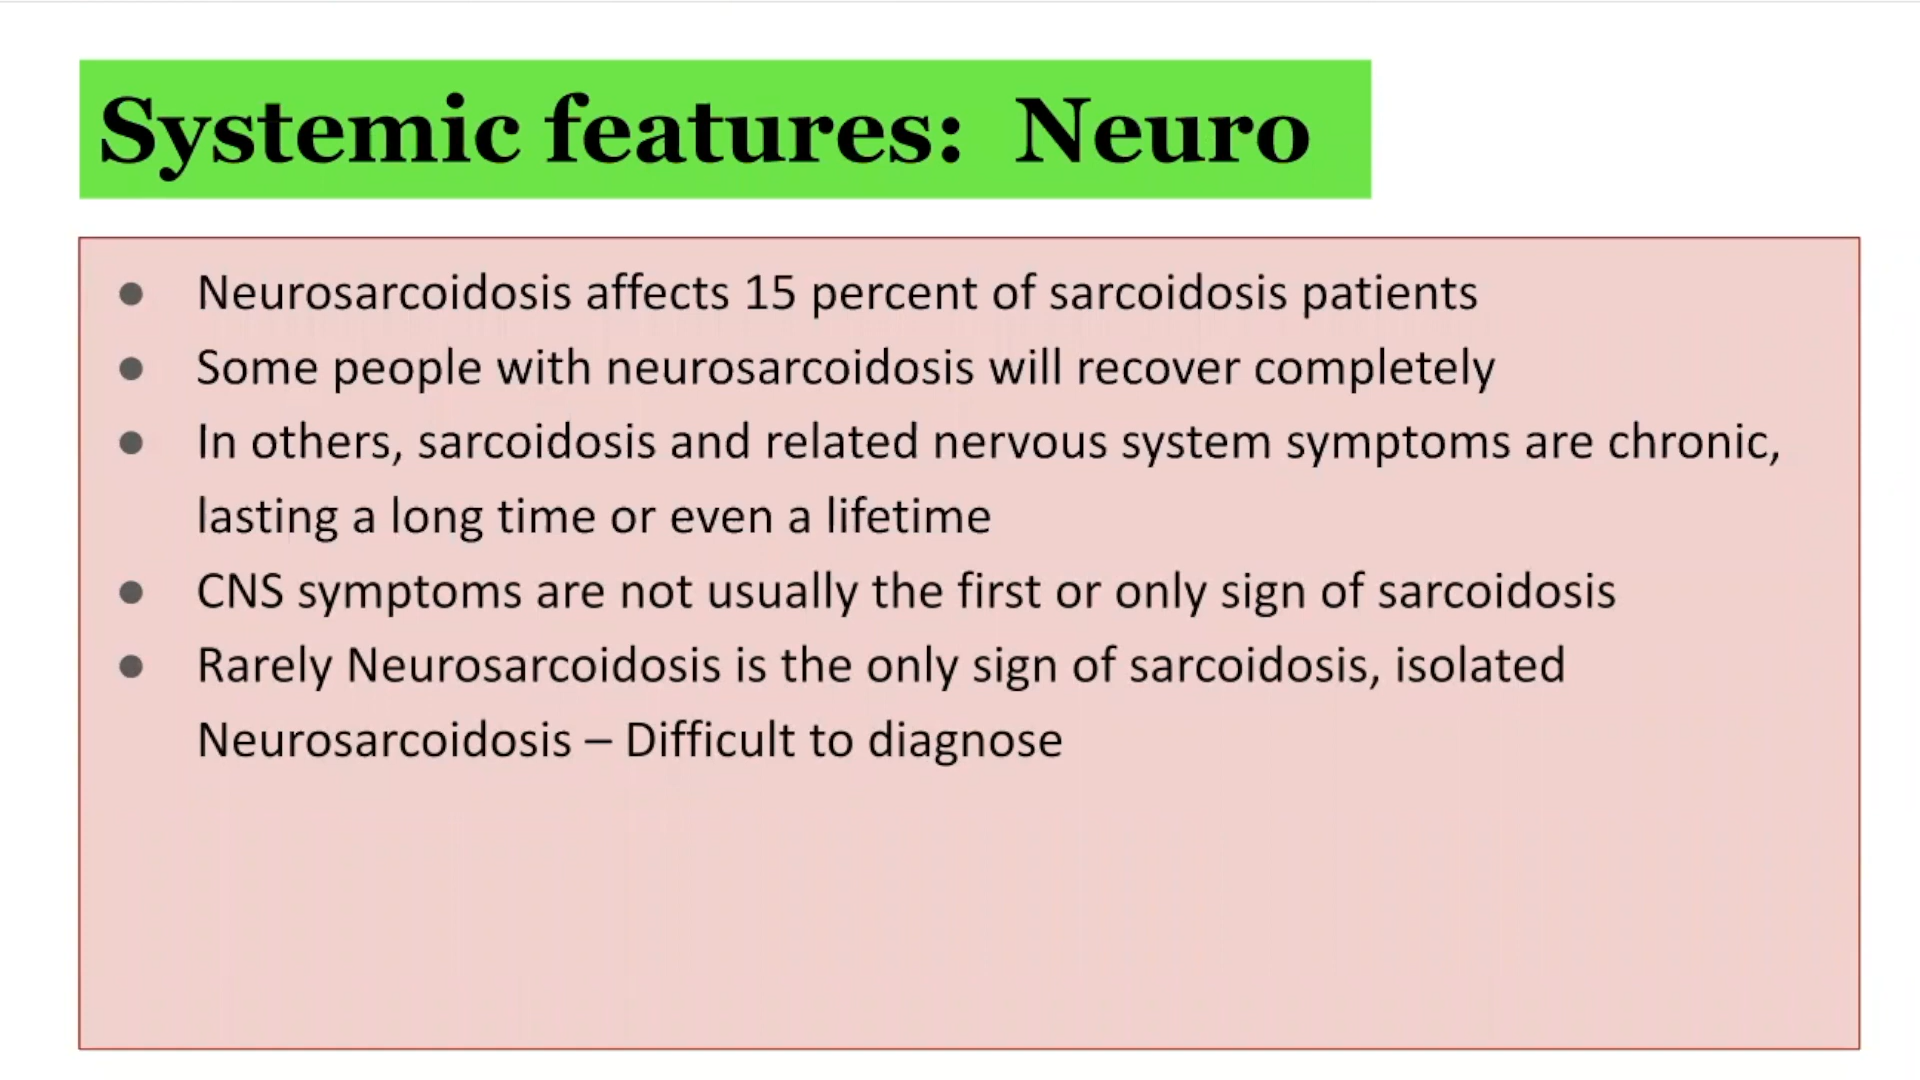 Systemic features: Neuro
● Neurosarcoidosis affects 15 percent of sarcoidosis patients
● Some people with neurosarcoidosis will recover completely
● In others, sarcoidosis and related nervous system symptoms are chronic,
lasting a long time or even a lifetime
● CNS symptoms are not usually the first or only sign of sarcoidosis
● Rarely Neurosarcoidosis is the only sign of sarcoidosis, isolated
Neurosarcoidosis – Difficult to diagnose